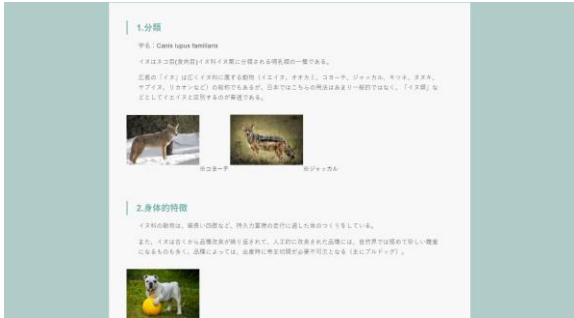 1.分類
学名：Canis lupus familiaris
イヌはネコ目(食肉目)イヌ科イヌ属に分類される哺乳類の一種である。
広義の「イヌ」は広くイヌ科に属する動物（イエイヌ、オオカミ、コヨーテ、ジャッカル、キツネ、タヌキ、
ヤブイヌ、リカオンなど）の総称でもあるが、日本ではこちらの用法はあまり一般的ではなく、「イヌ類」な
どとしてイエイヌと区別するのが普通である。
※コヨーテ
※ジャッカル
2.身体的特徴
イヌ科の動物は、細長い四肢など、持久力重視の走行に適した体のつくりをしている。
また、イヌは古くから品種改良が繰り返されて、人工的に改良された品種には、自然界では極めて珍しい難産
になるものも多く、品種によっては、出産時に帝王切開が必要不可欠となる（主にブルドッグ）。